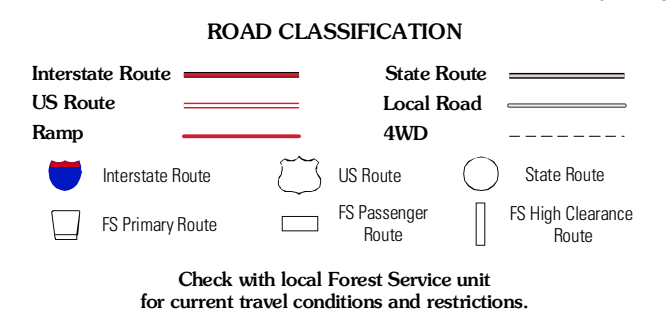 ROAD CLASSIFICATION
Interstate Route
State Route
US Route
Local Road
Ramp
4WD
Interstate Route
US Route
State Route
FS Primary Route
FS Passenger
Route
FS High Clearance
Route
Check with local Forest Service unit
for current travel conditions and restrictions.